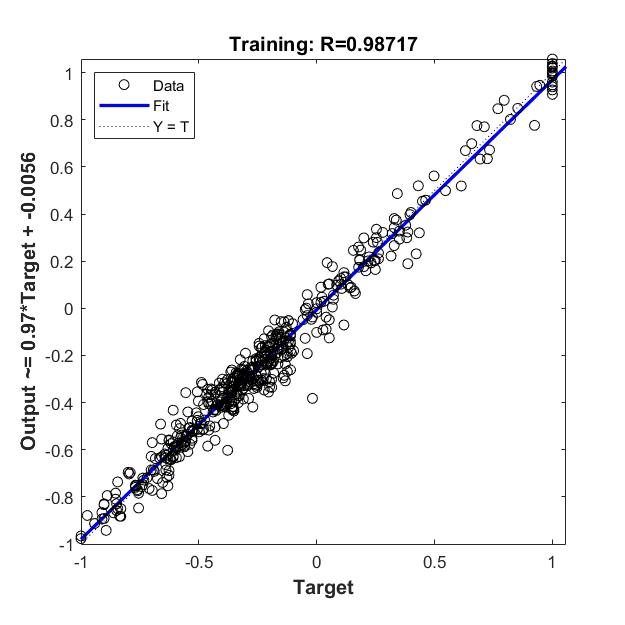 Training: R=0.98717
Data
Fit
Y = T
Output ~= 0.97*Target + -0.0056
1
0.8
0.6
0.4
0.2
0
-0.2
-0.4
-0.6
-0.8
-1
-1
-0.5
0
0.5
1
Target